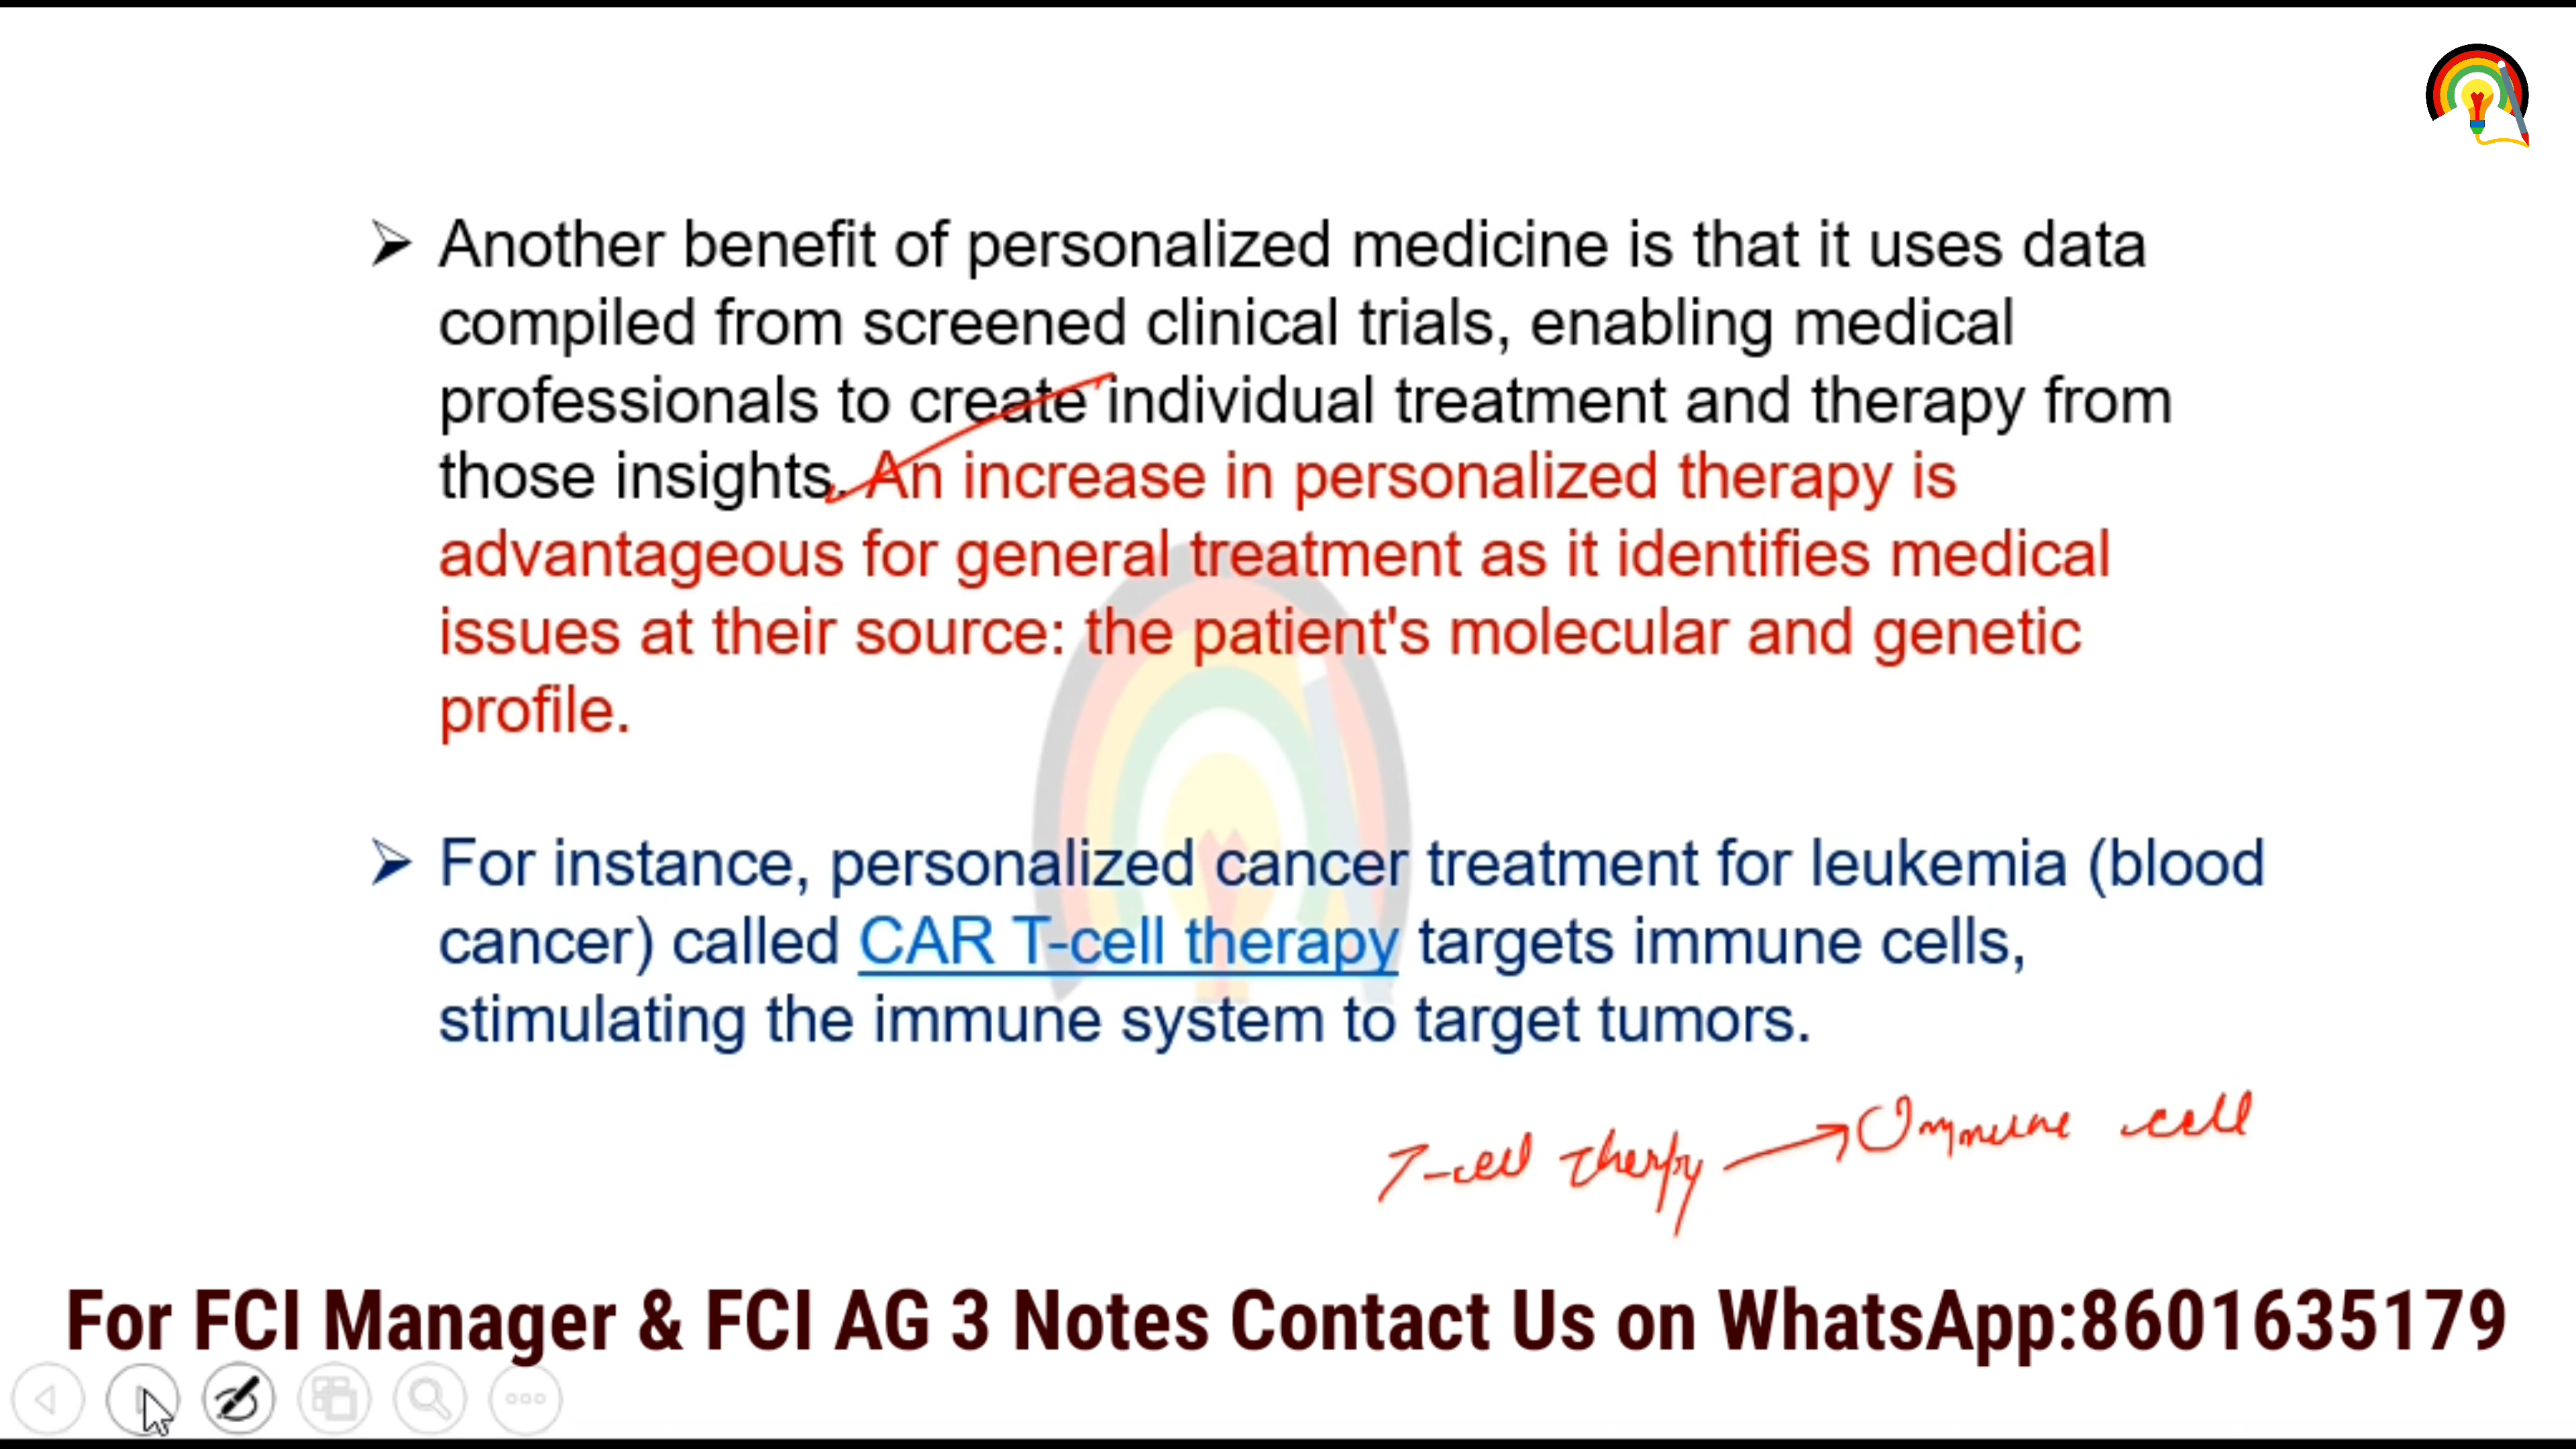 ➢ Another benefit of personalized medicine is that it uses data
compiled from screened clinical trials, enabling medical
professionals to create individual treatment and therapy from
those insights. An increase in personalized therapy is
advantageous for general treatment as it identifies medical
issues at their source: the patient's molecular and genetic
profile.
➢ For instance, personalized cancer treatment for leukemia (blood
cancer) called CAR T-cell therapy targets immune cells,
stimulating the immune system to target tumors.
T-cell therpy → Immune cell
For FCI Manager & FCI AG 3 Notes Contact Us on WhatsApp:8601635179